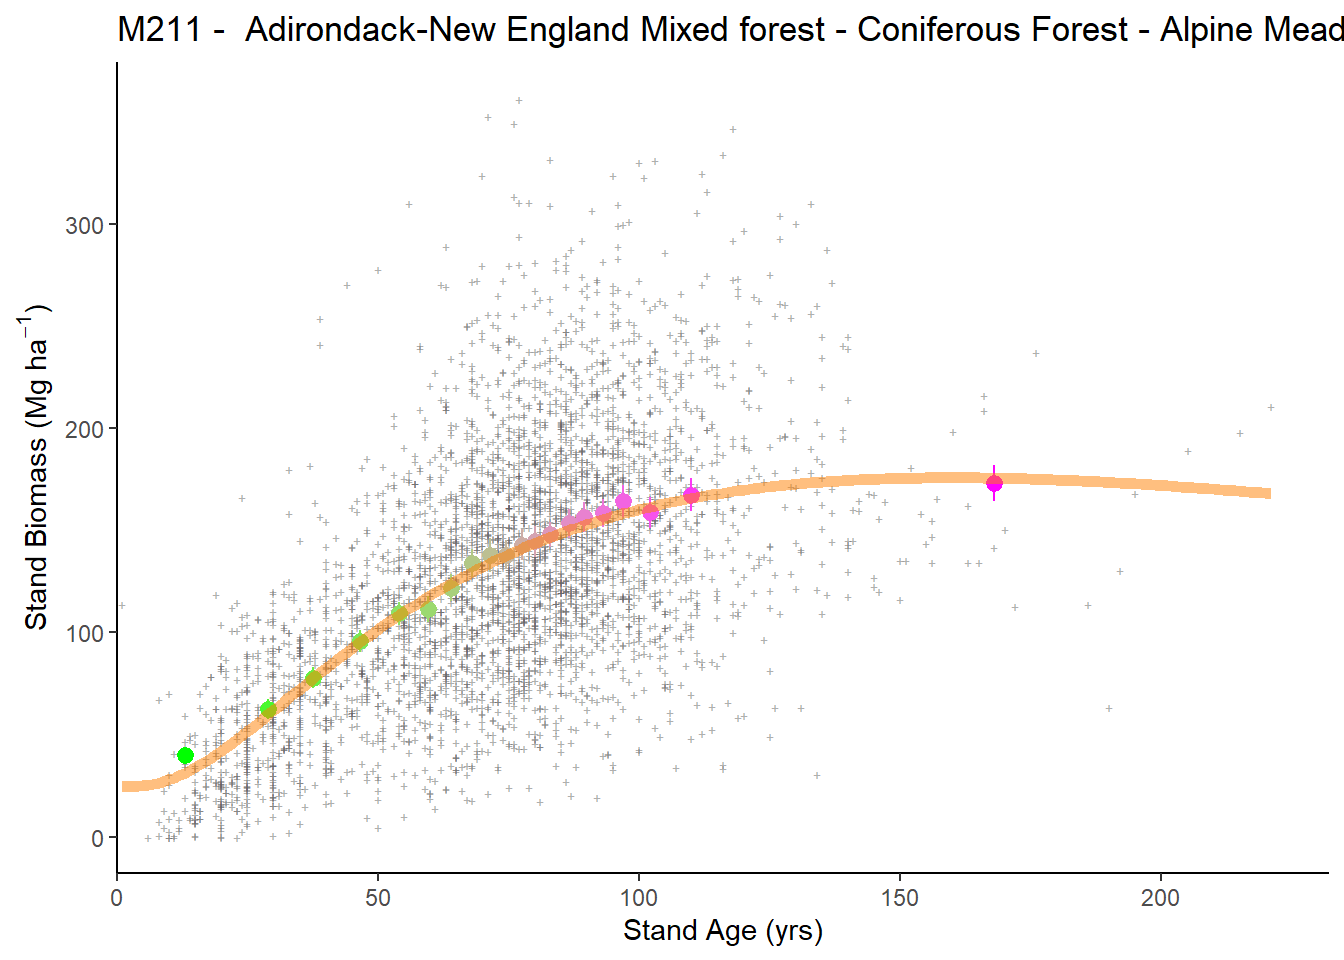 M211 -  Adirondack-New England Mixed forest - Coniferous Forest - Alpine Mead
Stand Biomass (Mg ha⁻¹)
300
200
100
0
0 50 100 150 200
Stand Age (yrs)